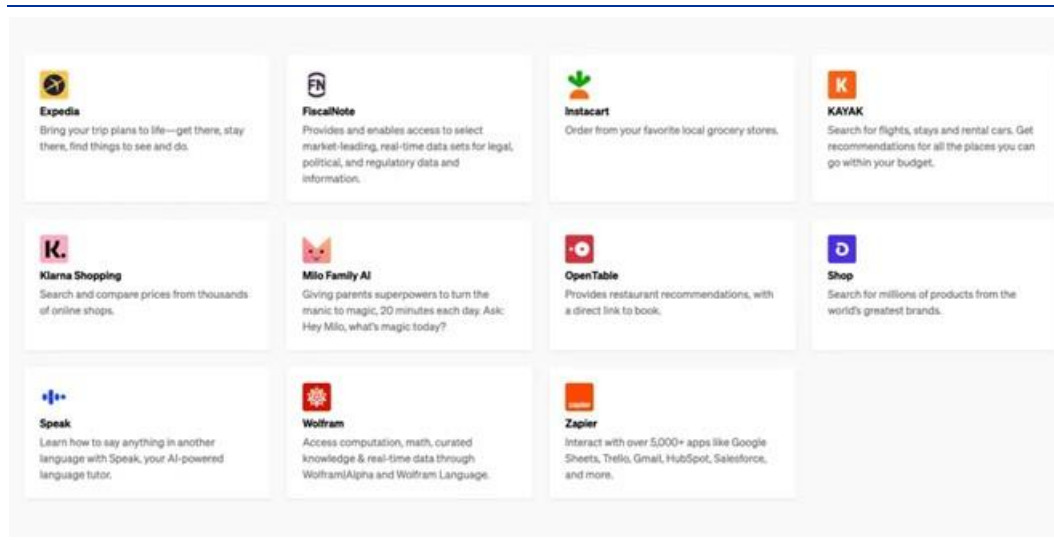 Expedia
Bring your trip plans to life—get there, stay
there, find things to see and do.
FN
FiscalNote
Provides and enables access to select
market-leading, real-time data sets for legal,
political, and regulatory data and
information.
Instacart
Order from your favorite local grocery stores.
K
KAYAK
Search for flights, stays and rental cars. Get
recommendations for all the places you can
go within your budget.
K.
Klarna Shopping
Search and compare prices from thousands
of online shops.
Milo Family AI
Giving parents superpowers to turn the
manic to magic, 20 minutes each day. Ask:
Hey Milo, what's magic today?
OpenTable
Provides restaurant recommendations, with
a direct link to book.
Shop
Search for millions of products from the
world's greatest brands.
Speak
Learn how to say anything in another
language with Speak, your AI-powered
language tutor.
Wolfram
Access computation, math, curated
knowledge & real-time data through
Wolfram|Alpha and Wolfram Language.
zapier
Zapier
Interact with over 5,000+ apps like Google
Sheets, Trello, Gmail, HubSpot, Salesforce,
and more.